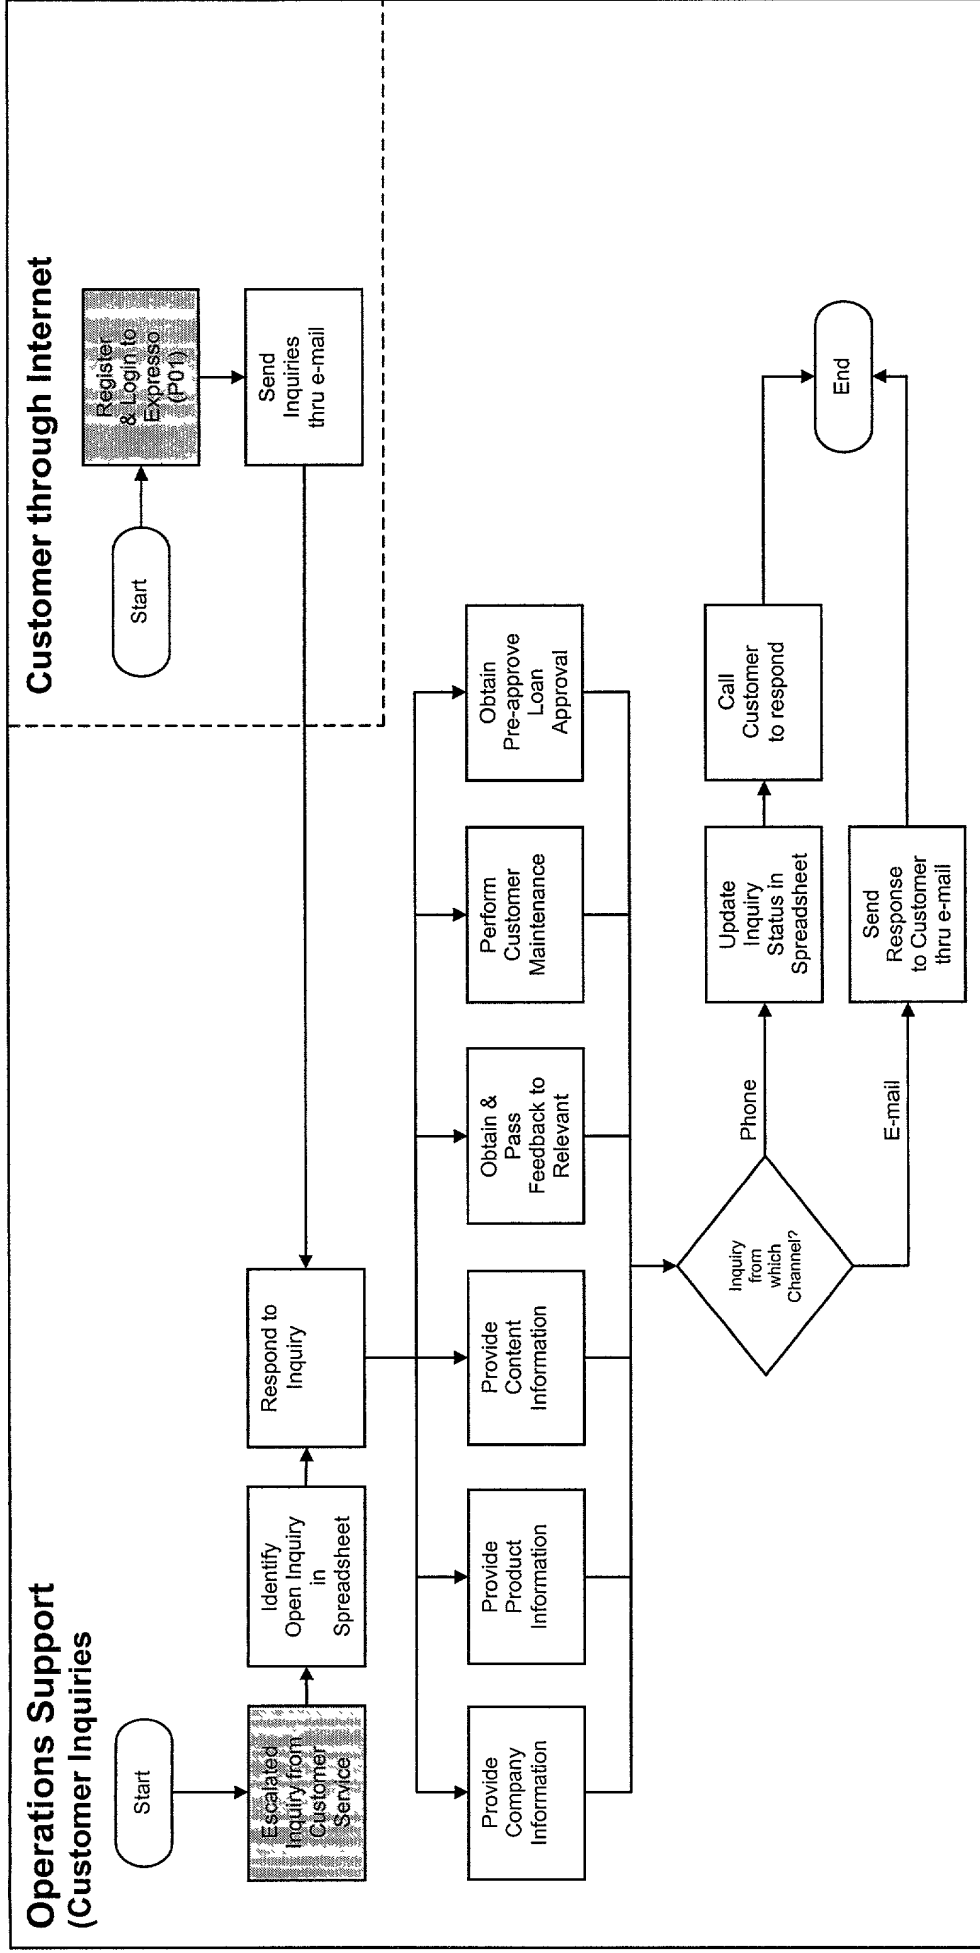 Operations Support
(Customer Inquiries
Customer through Internet
Start
Register
& Login to
Expresso
(P01)
Start
Escalated
Inquiry from
Customer
Service
Identify
Open Inquiry
in
Spreadsheet
Respond to
Inquiry
Send
Inquiries
thru e-mail
Provide
Company
Information
Provide
Product
Information
Provide
Content
Information
Obtain &
Pass
Feedback to
Relevant
Perform
Customer
Maintenance
Obtain
Pre-approve
Loan
Approval
Inquiry
from
which
Channel?
Phone
Update
Inquiry
Status in
Spreadsheet
Call
Customer
to respond
E-mail
Send
Response
to Customer
thru e-mail
End